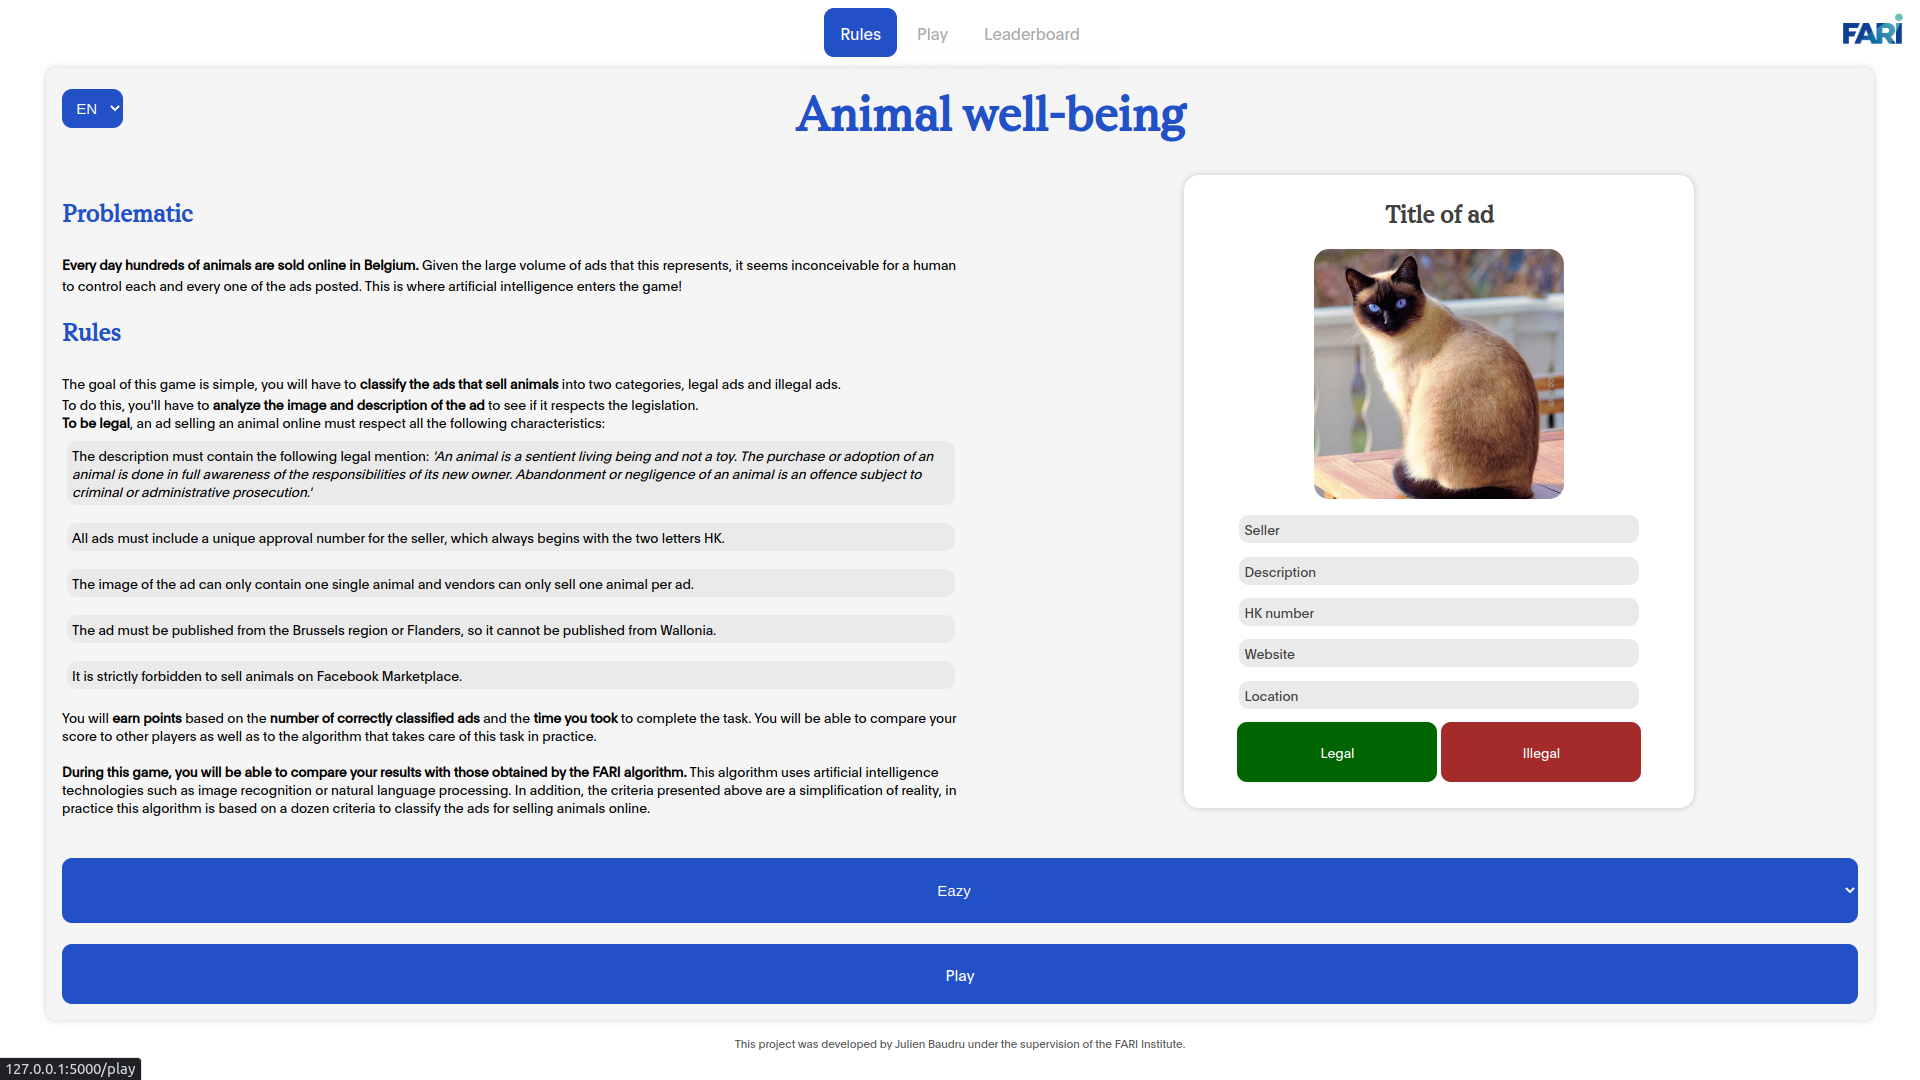 Rules
Play
Leaderboard
FARI
EN
Animal well-being
Problematic
Every day hundreds of animals are sold online in Belgium. Given the large volume of ads that this represents, it seems inconceivable for a human
to control each and every one of the ads posted. This is where artificial intelligence enters the game!
Rules
The goal of this game is simple, you will have to classify the ads that sell animals into two categories, legal ads and illegal ads.
To do this, you'll have to analyze the image and description of the ad to see if it respects the legislation.
To be legal, an ad selling an animal online must respect all the following characteristics:
The description must contain the following legal mention: 'An animal is a sentient living being and not a toy. The purchase or adoption of an
animal is done in full awareness of the responsibilities of its new owner. Abandonment or negligence of an animal is an offence subject to
criminal or administrative prosecution.'
All ads must include a unique approval number for the seller, which always begins with the two letters HK.
The image of the ad can only contain one single animal and vendors can only sell one animal per ad.
The ad must be published from the Brussels region or Flanders, so it cannot be published from Wallonia.
It is strictly forbidden to sell animals on Facebook Marketplace.
You will earn points based on the number of correctly classified ads and the time you took to complete the task. You will be able to compare your
score to other players as well as to the algorithm that takes care of this task in practice.
During this game, you will be able to compare your results with those obtained by the FARI algorithm. This algorithm uses artificial intelligence
technologies such as image recognition or natural language processing. In addition, the criteria presented above are a simplification of reality, in
practice this algorithm is based on a dozen criteria to classify the ads for selling animals online.
Title of ad
Seller
Description
HK number
Website
Location
Legal
Illegal
Eazy
Play
This project was developed by Julien Baudru under the supervision of the FARI Institute.
127.0.0.1:5000/play